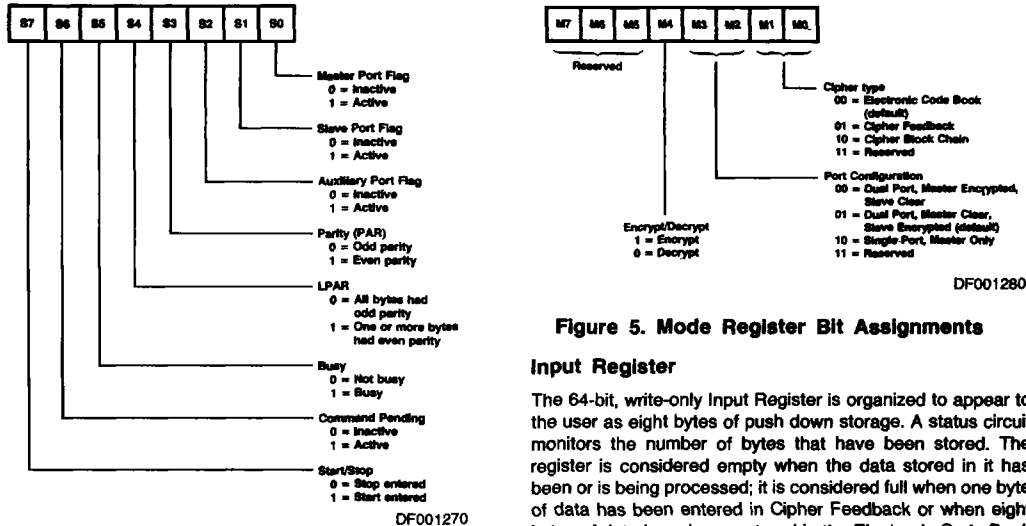 S7 S6 S5 S4 S3 S2 S1 S0
Master Port Flag
0 = Inactive
1 = Active
Slave Port Flag
0 = Inactive
1 = Active
Auxiliary Port Flag
0 = Inactive
1 = Active
Parity (PAR)
0 = Odd parity
1 = Even parity
LPAR
0 = All bytes had
odd parity
1 = One or more bytes
had even parity
Busy
0 = Not busy
1 = Busy
Command Pending
0 = Inactive
1 = Active
Start/Stop
0 = Stop entered
1 = Start entered
DF001270
M7 M6 M5 M4 M3 M2 M1 M0
Reserved
Cipher type
00 = Electronic Code Book
(default)
01 = Cipher Feedback
10 = Cipher Block Chain
11 = Reserved
Port Configuration
00 = Dual Port, Master Encrypted,
Slave Clear
01 = Dual Port, Master Clear,
Slave Encrypted (default)
10 = Single-Port, Master Only
11 = Reserved
Encrypt/Decrypt
1 = Encrypt
0 = Decrypt
DF001280
Figure 5. Mode Register Bit Assignments
Input Register
The 64-bit, write-only Input Register is organized to appear to
the user as eight bytes of push down storage. A status circui
monitors the number of bytes that have been stored. The
register is considered empty when the data stored in it has
been or is being processed; it is considered full when one byte
of data has been entered in Cipher Feedback or when eigh